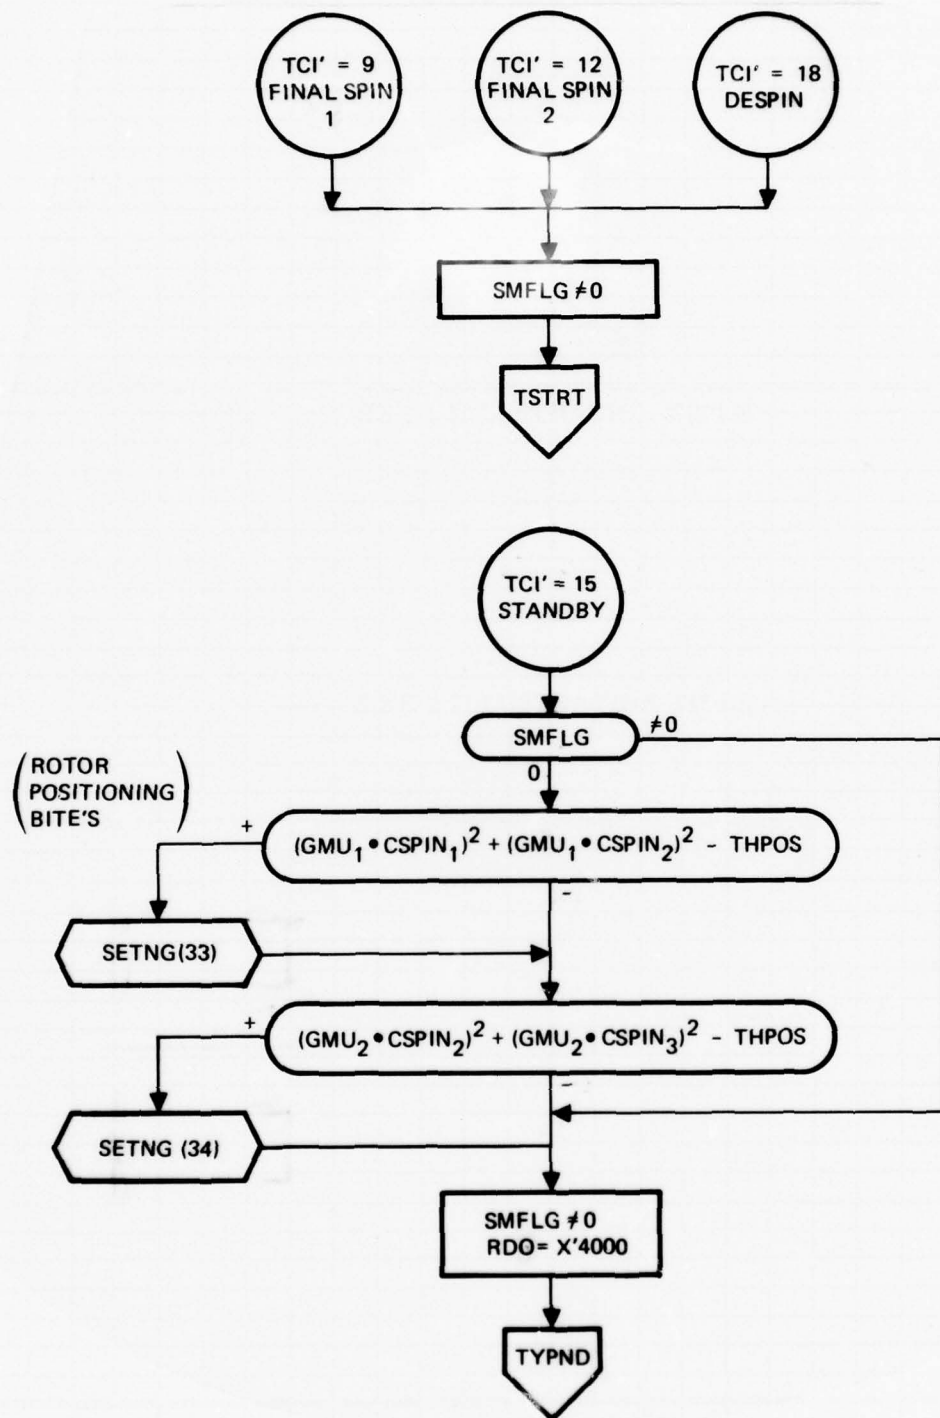 TCI' = 9
FINAL SPIN
1
TCI' = 12
FINAL SPIN
2
TCI' = 18
DESPIN
SMFLG ≠0
TSTRT
TCI' = 15
STANDBY
SMFLG
≠0
0
(ROTOR
POSITIONING
BITE'S)
+
(GMU₁•CSPIN₁)² + (GMU₁•CSPIN₂)² – THPOS
–
SETNG(33)
+
(GMU₂•CSPIN₂)² + (GMU₂•CSPIN₃)² – THPOS
–
SETNG (34)
SMFLG ≠0
RDO= X'4000
TYPND